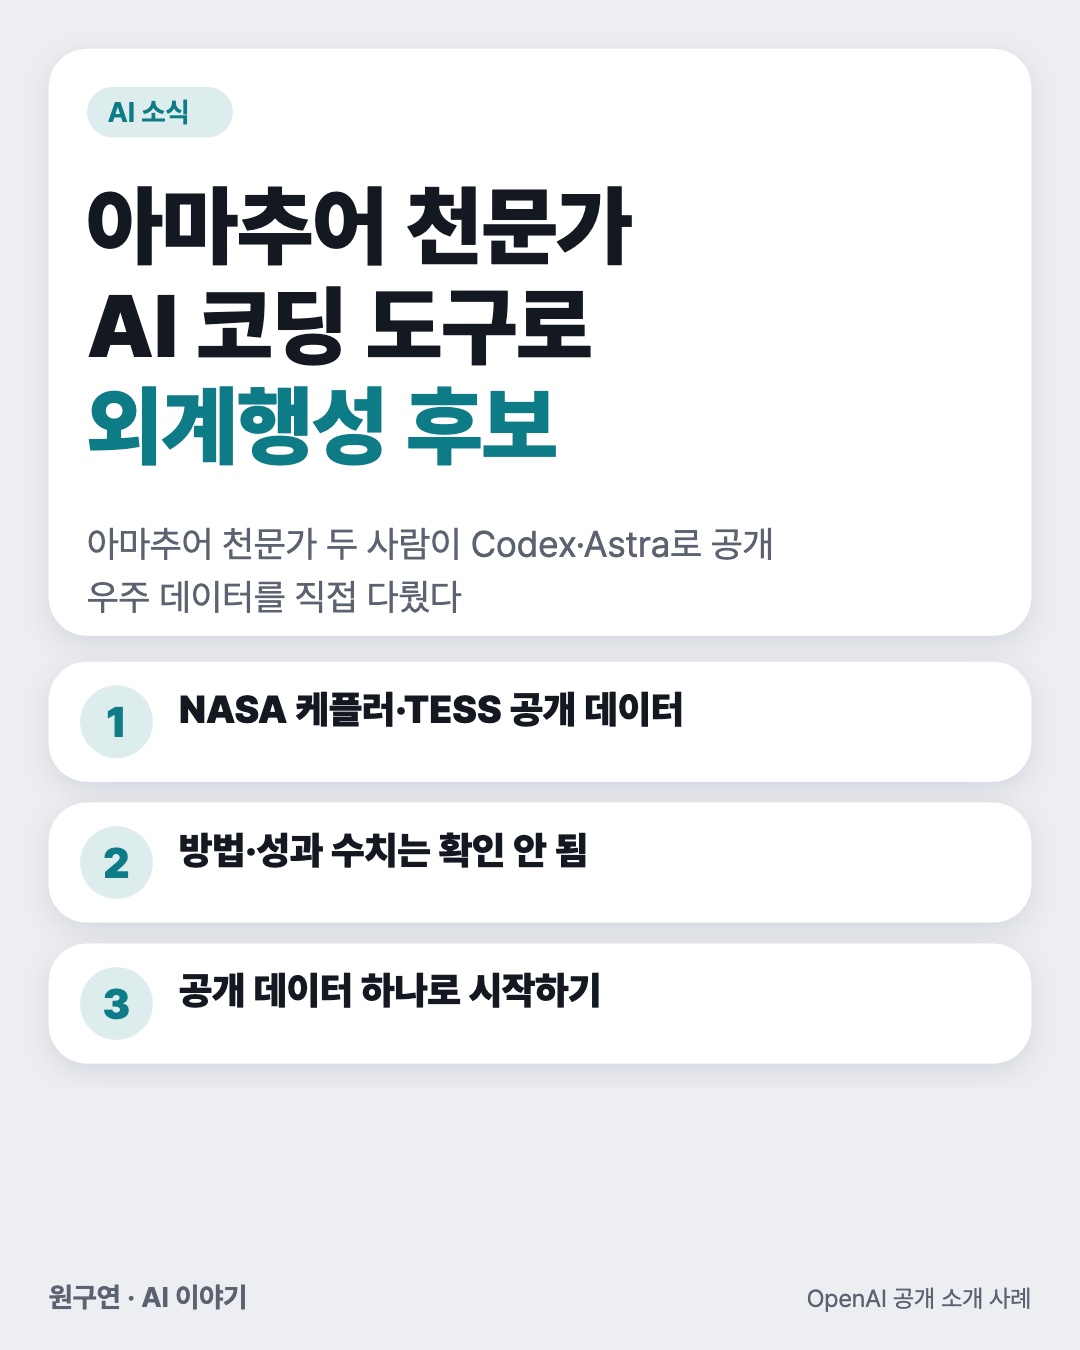 AI 소식
아마추어 천문가
AI 코딩 도구로
외계행성 후보
아마추어 천문가 두 사람이 Codex·Astra로 공개
우주 데이터를 직접 다뤘다
1 NASA 케플러·TESS 공개 데이터
2 방법·성과 수치는 확인 안 됨
3 공개 데이터 하나로 시작하기
원구연 · AI 이야기
OpenAI 공개 소개 사례